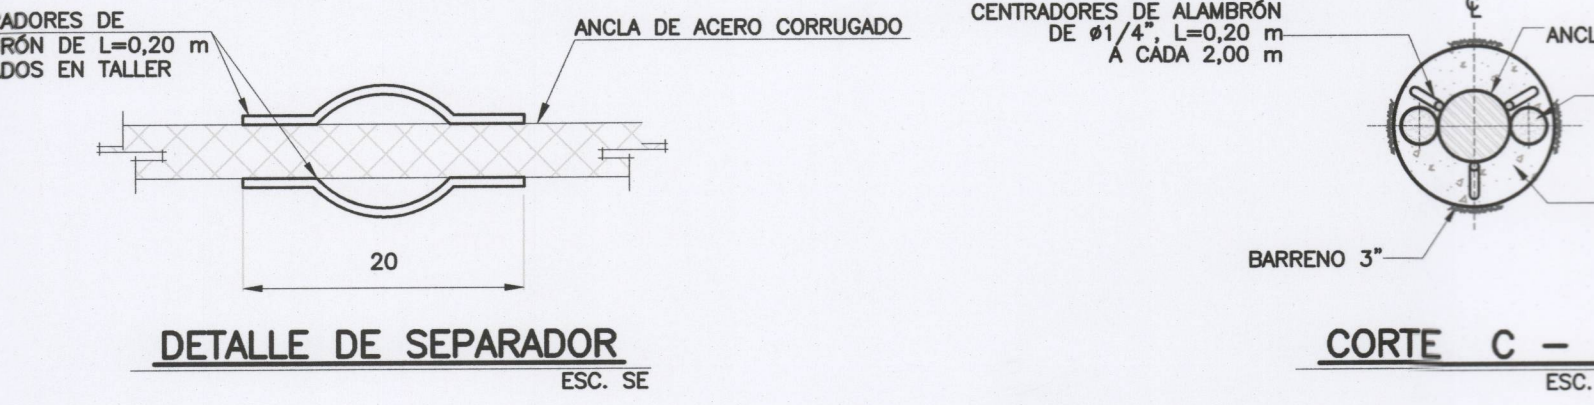 ADORES DE
RÓN DE L=0,20 m
ADOS EN TALLER
ANCLA DE ACERO CORRUGADO
20
DETALLE DE SEPARADOR
ESC. SE
CENTRADORES DE ALAMBRÓN
DE ø1/4", L=0,20 m
A CADA 2,00 m
ANCL
BARRENO 3"
CORTE C -
ESC.